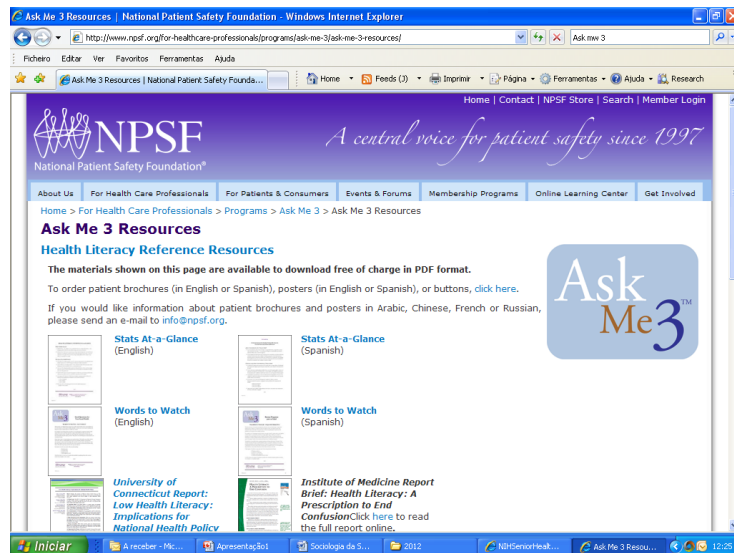 Ask Me 3 Resources | National Patient Safety Foundation - Windows Internet Explorer
http://www.npsf.org/for-healthcare-professionals/programs/ask-me-3/ask-me-3-resources/
Ask mw 3
Ficheiro Editar Ver Favoritos Ferramentas Ajuda
Ask Me 3 Resources | National Patient Safety Founda...
Home Feeds (J) Imprimir Página Ferramentas Ajuda Research
Home | Contact | NPSF Store | Search | Member Login
NPSF
A central voice for patient safety since 1997
National Patient Safety Foundation®
About Us For Health Care Professionals For Patients & Consumers Events & Forums Membership Programs Online Learning Center Get Involved
Home > For Health Care Professionals > Programs > Ask Me 3 > Ask Me 3 Resources
Ask Me 3 Resources
Health Literacy Reference Resources
The materials shown on this page are available to download free of charge in PDF format.
To order patient brochures (in English or Spanish), posters (in English or Spanish), or buttons, click here.
If you would like information about patient brochures and posters in Arabic, Chinese, French or Russian,
please send an e-mail to info@npsf.org.
Ask
Me 3™
Stats At-a-Glance
(English)
Stats At-a-Glance
(Spanish)
Words to Watch
(English)
Words to Watch
(Spanish)
University of
Connecticut Report:
Low Health Literacy:
Implications for
National Health Policy
Institute of Medicine Report
Brief: Health Literacy: A
Prescription to End
ConfusionClick here to read
the full report online.
Iniciar
A receber - Mic...
Apresentação1
Sociologia da S...
2012
NIHSeniorHealt...
Ask Me 3 Resou...
12:25